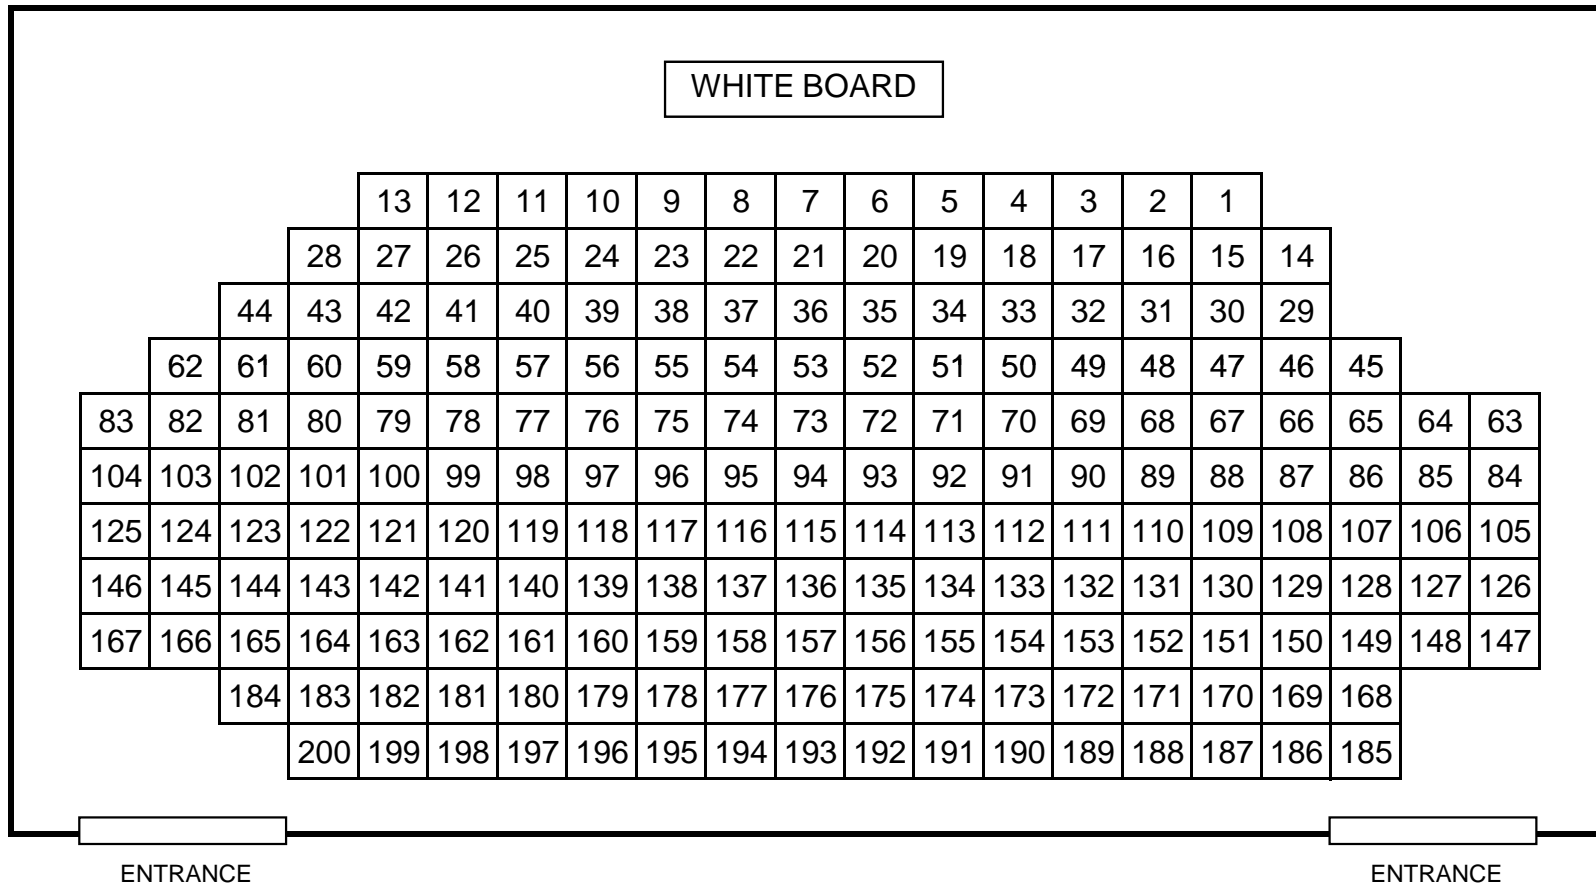 WHITE BOARD
13 12 11 10 9 8 7 6 5 4 3 2 1
28 27 26 25 24 23 22 21 20 19 18 17 16 15 14
44 43 42 41 40 39 38 37 36 35 34 33 32 31 30 29
62 61 60 59 58 57 56 55 54 53 52 51 50 49 48 47 46 45
83 82 81 80 79 78 77 76 75 74 73 72 71 70 69 68 67 66 65 64 63
104 103 102 101 100 99 98 97 96 95 94 93 92 91 90 89 88 87 86 85 84
125 124 123 122 121 120 119 118 117 116 115 114 113 112 111 110 109 108 107 106 105
146 145 144 143 142 141 140 139 138 137 136 135 134 133 132 131 130 129 128 127 126
167 166 165 164 163 162 161 160 159 158 157 156 155 154 153 152 151 150 149 148 147
184 183 182 181 180 179 178 177 176 175 174 173 172 171 170 169 168
200 199 198 197 196 195 194 193 192 191 190 189 188 187 186 185
ENTRANCE ENTRANCE